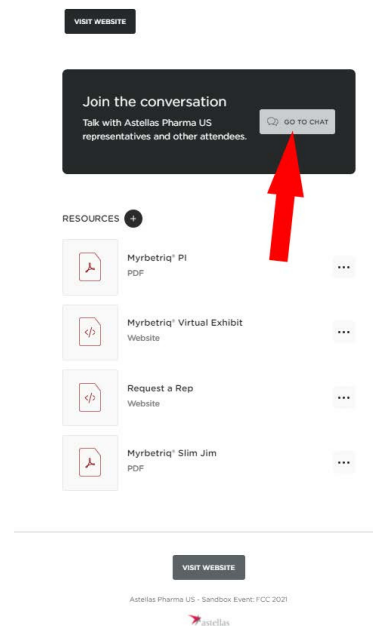 VISIT WEBSITE
Join the conversation
Talk with Astellas Pharma US
representatives and other attendees.
GO TO CHAT
RESOURCES +
Myrbetriq® PI
PDF
</>
Myrbetriq® Virtual Exhibit
Website
</>
Request a Rep
Website
Myrbetriq® Slim Jim
PDF
VISIT WEBSITE
Astellas Pharma US - Sandbox Event: FCC 2021
astellas